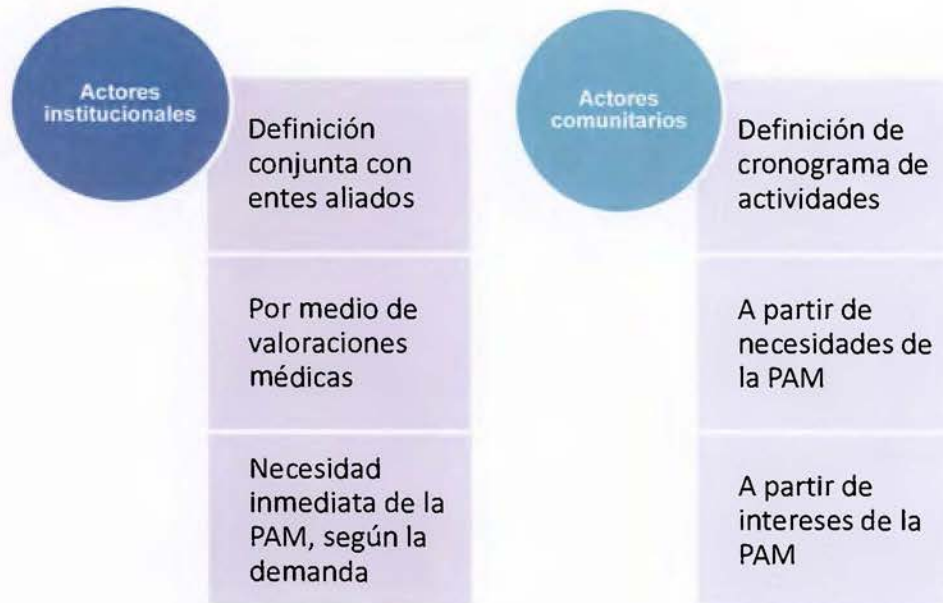 Actores
institucionales
Definición
conjunta con
entes aliados
Por medio de
valoraciones
médicas
Necesidad
inmediata de la
PAM, según la
demanda
Actores
comunitarios
Definición de
cronograma de
actividades
A partir de
necesidades de
la PAM
A partir de
intereses de la
PAM